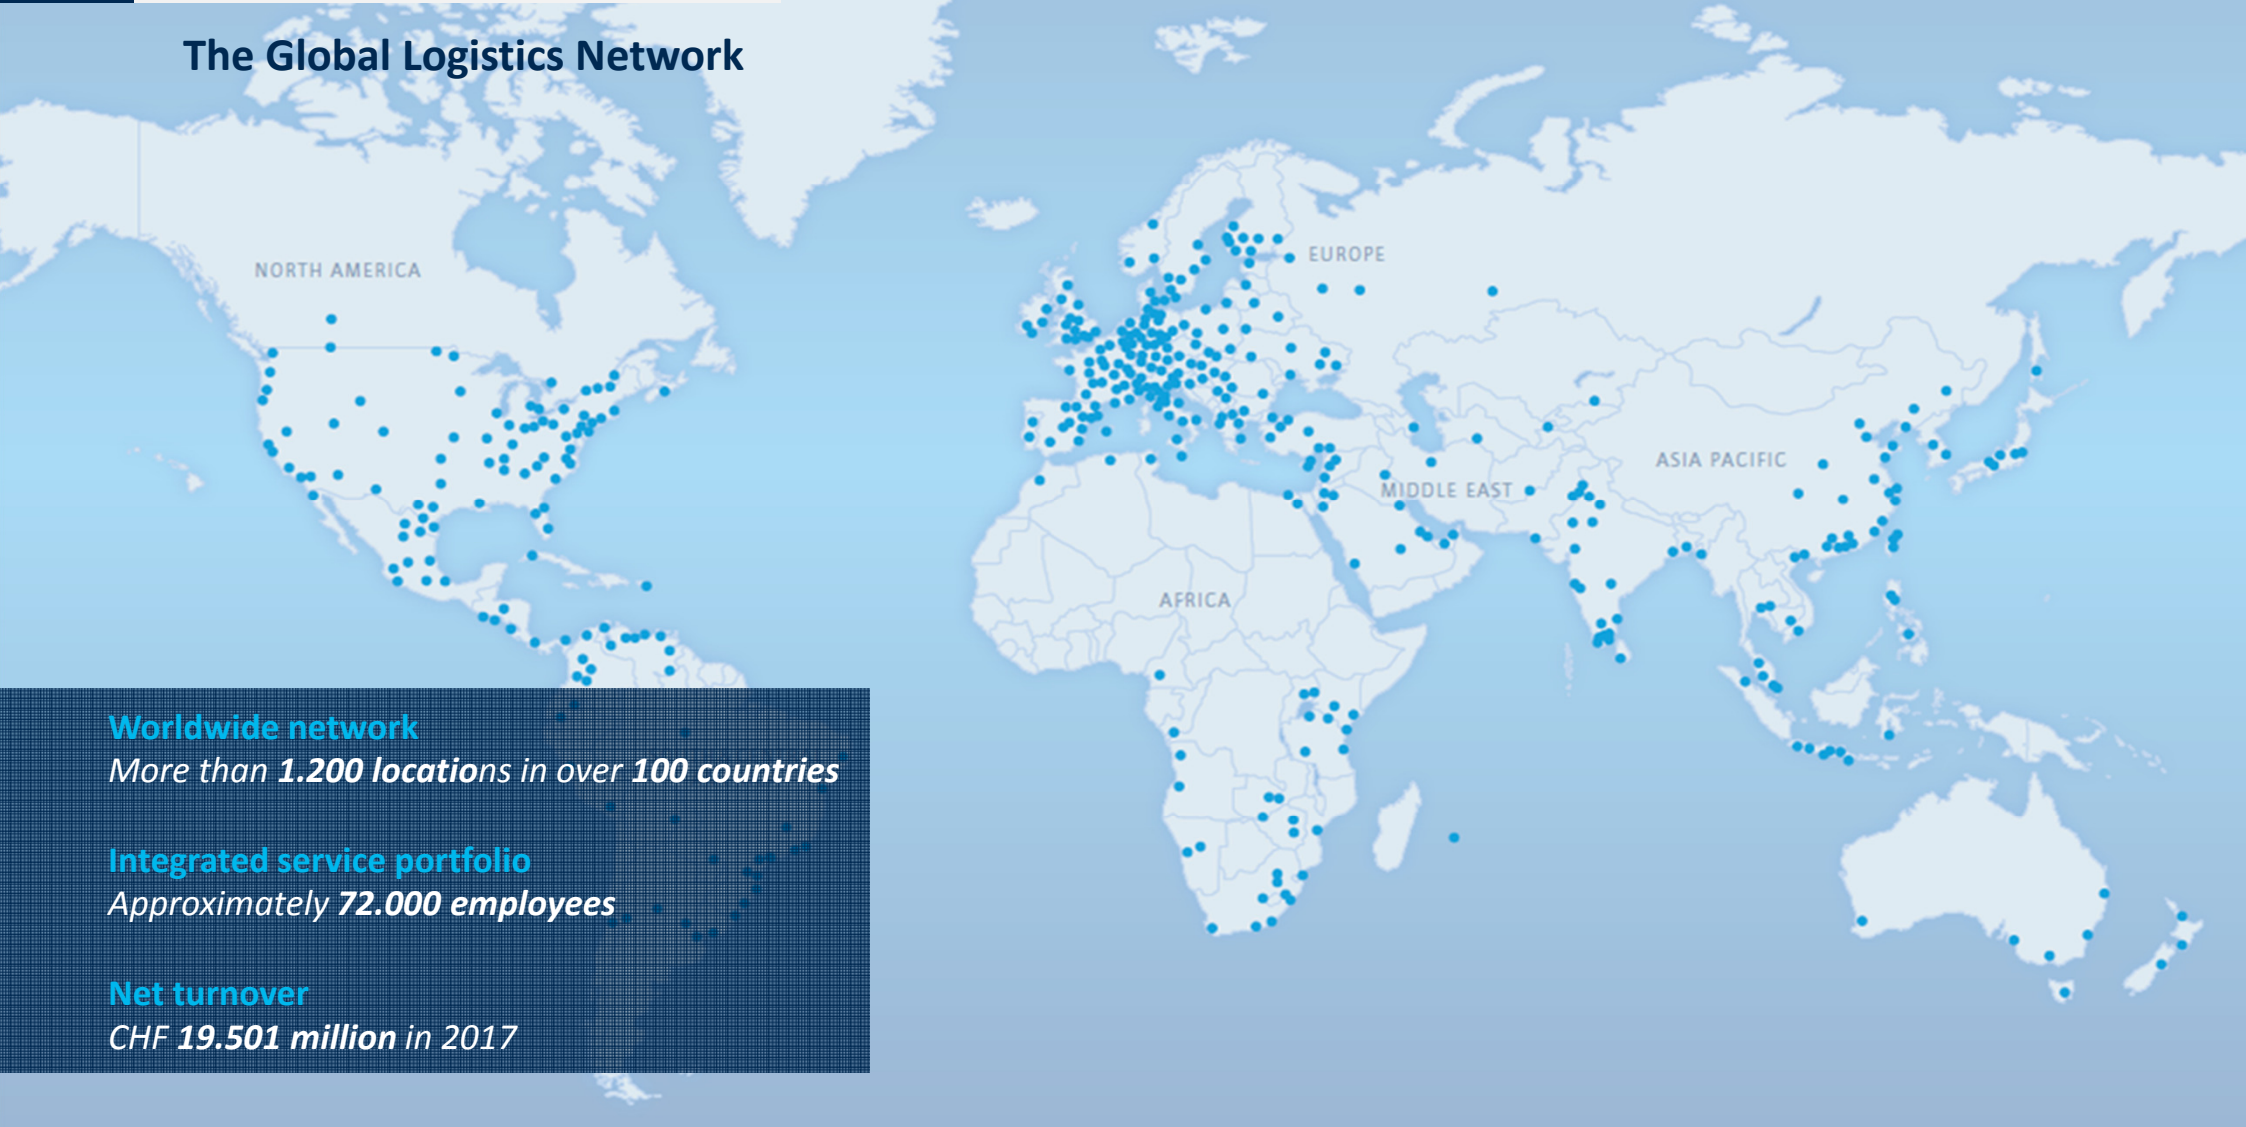 The Global Logistics Network
NORTH AMERICA
EUROPE
ASIA PACIFIC
MIDDLE EAST
AFRICA
Worldwide network
More than 1.200 locations in over 100 countries
Integrated service portfolio
Approximately 72.000 employees
Net turnover
CHF 19.501 million in 2017